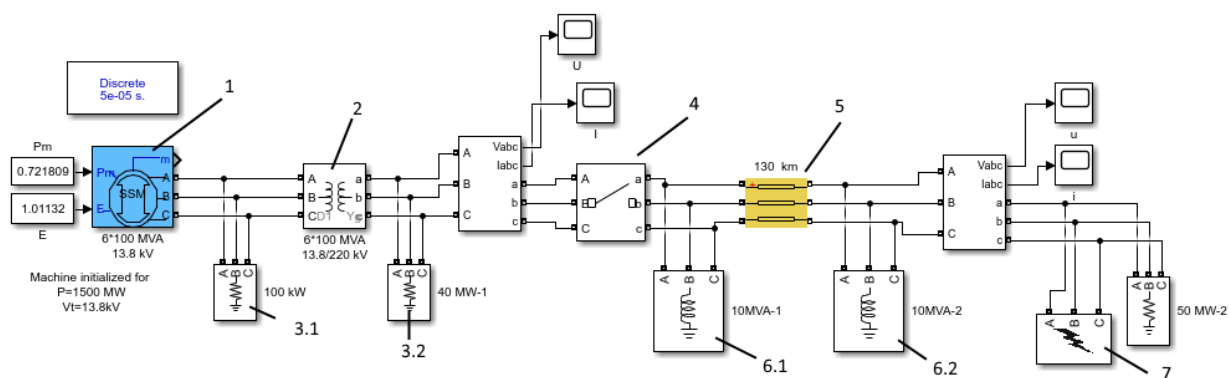 Discrete
5e-05 s.
1
Pm
0.721809
1.01132
E
m
Pm
E
SSM
A
B
C
6*100 MVA
13.8 kV
Machine initialized for
P=1500 MW
Vt=13.8kV
A B C
100 kW
3.1
2
A
B
C
D1
a
b
c
6*100 MVA
13.8/220 kV
A B C
40 MW-1
3.2
A
B
C
Vabc
Iabc
a
b
c
U
I
4
A
B
C
a
b
c
5
130 km
A B C
10MVA-1
6.1
A B C
10MVA-2
6.2
A
B
C
Vabc
Iabc
a
b
c
u
i
A B C
7
A B C
50 MW-2